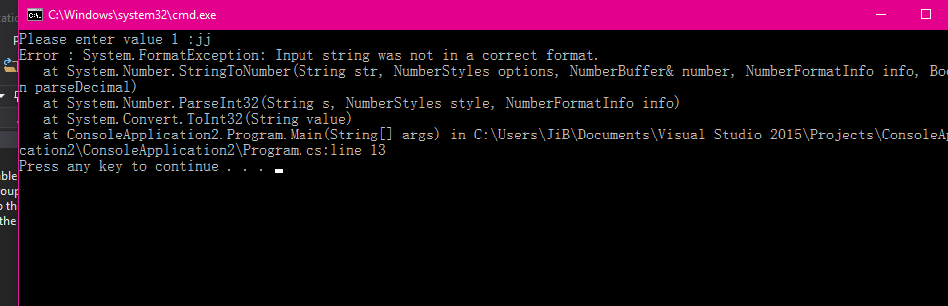 C:\Windows\system32\cmd.exe
Please enter value 1 :jj
Error : System.FormatException: Input string was not in a correct format.
at System.Number.StringToNumber(String str, NumberStyles options, NumberBuffer& number, NumberFormatInfo info, Boo
n parseDecimal)
at System.Number.ParseInt32(String s, NumberStyles style, NumberFormatInfo info)
at System.Convert.ToInt32(String value)
at ConsoleApplication2.Program.Main(String[] args) in C:\Users\JiB\Documents\Visual Studio 2015\Projects\ConsoleAp
cation2\ConsoleApplication2\Program.cs:line 13
Press any key to continue . . .